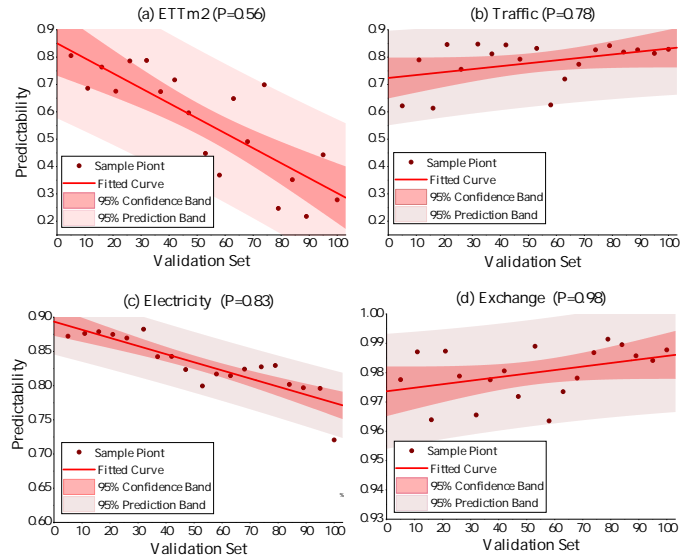 (a) ETTm2 (P=0.56)
0.9
0.8
0.7
0.6
0.5
0.4
0.3
0.2
Predictability
Sample Piont
Fitted Curve
95% Confidence Band
95% Prediction Band
0 10 20 30 40 50 60 70 80 90 100
Validation Set
(b) Traffic (P=0.78)
0.9
0.8
0.7
0.6
0.5
0.4
0.3
0.2
Sample Piont
Fitted Curve
95% Confidence Band
95% Prediction Band
0 10 20 30 40 50 60 70 80 90 100
Validation Set
(c) Electricity (P=0.83)
0.90
0.85
0.80
0.75
0.70
0.65
0.60
Predictability
Sample Piont
Fitted Curve
95% Confidence Band
95% Prediction Band
%
0 10 20 30 40 50 60 70 80 90 100
Validation Set
(d) Exchange (P=0.98)
1.00
0.99
0.98
0.97
0.96
0.95
0.94
0.93
Sample Piont
Fitted Curve
95% Confidence Band
95% Prediction Band
0 10 20 30 40 50 60 70 80 90 100
Validation Set